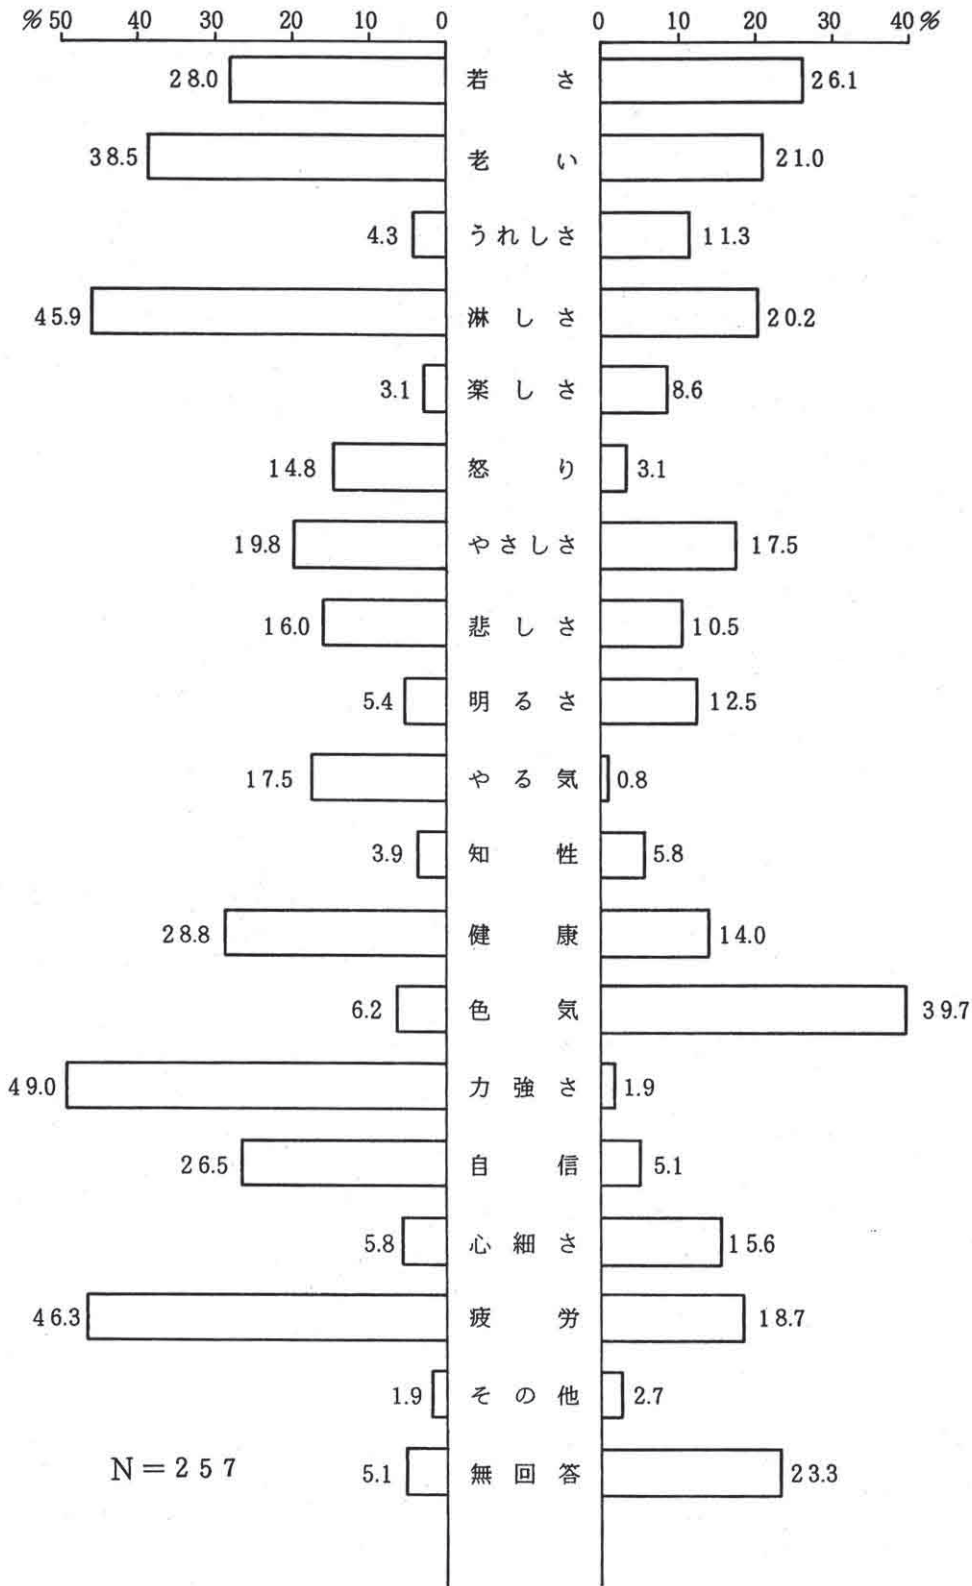 % 50 40 30 20 10 0 0 10 20 30 40 %
28.0 若さ 26.1
38.5 老い 21.0
4.3 うれしさ 11.3
45.9 淋しさ 20.2
3.1 楽しさ 8.6
14.8 怒り 3.1
19.8 やさしさ 17.5
16.0 悲しさ 10.5
5.4 明るさ 12.5
17.5 やる気 0.8
3.9 知性 5.8
28.8 健康 14.0
6.2 色気 39.7
49.0 力強さ 1.9
26.5 自信 5.1
5.8 心細さ 15.6
46.3 疲労 18.7
1.9 その他 2.7
N=257 5.1 無回答 23.3